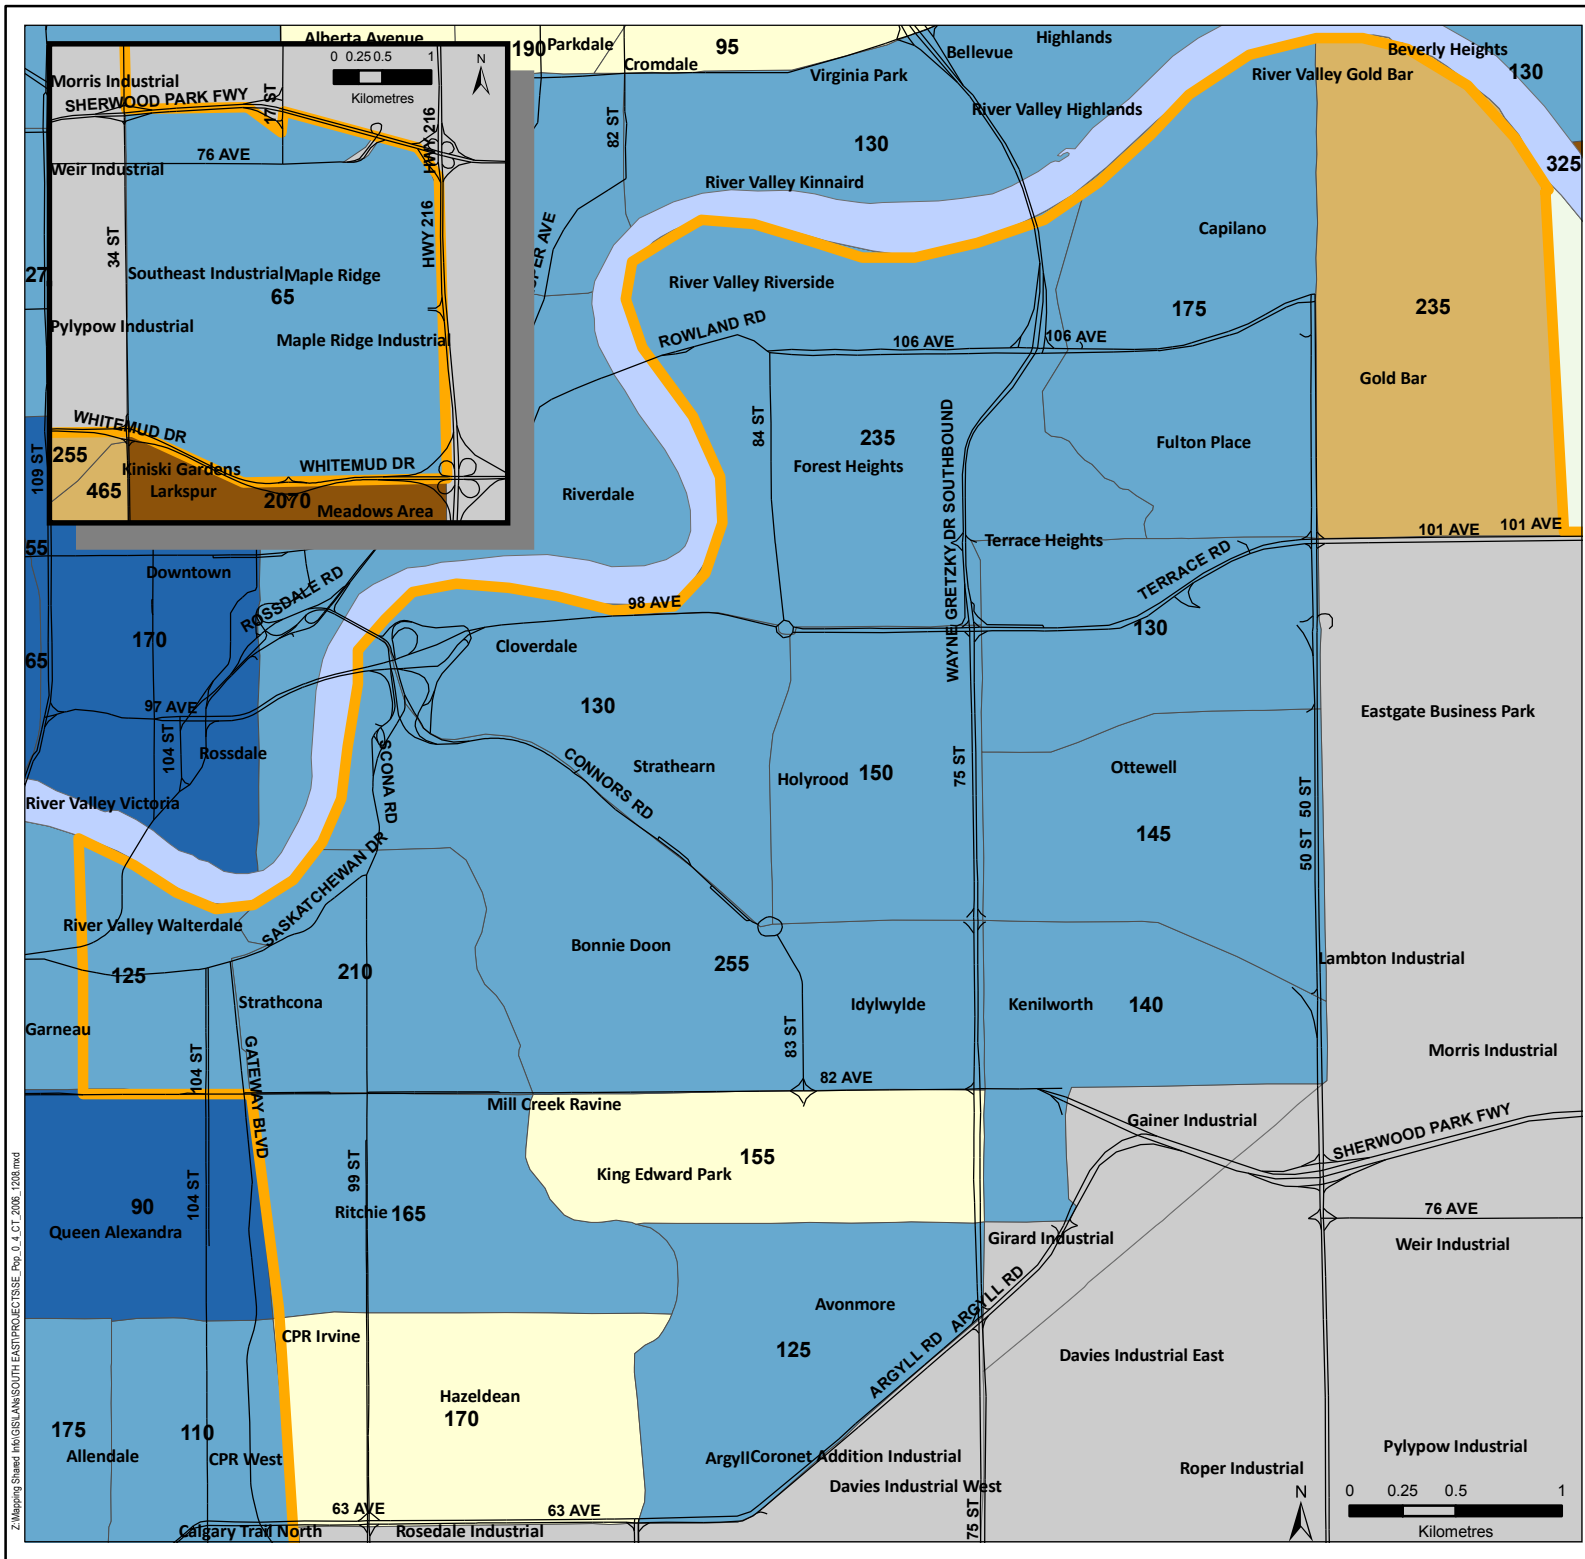 Alberta Avenue
190
Parkdale
95
Cromdale
Virginia Park
Bellevue
Highlands
Beverly Heights
130
River Valley Gold Bar
River Valley Highlands
82 ST
130
325
River Valley Kinnaird
Capilano
River Valley Riverside
175
235
ROWLAND RD
106 AVE
106 AVE
Gold Bar
84 ST
WAYNE GRETZKY DR SOUTHBOUND
235
Forest Heights
Fulton Place
Riverdale
Terrace Heights
101 AVE
101 AVE
TERRACE RD
130
0 0.25 0.5 1
Kilometres
N
Morris Industrial
SHERWOOD PARK FWY
17 ST
HWY 216
76 AVE
Weir Industrial
34 ST
HWY 216
Southeast Industrial
Maple Ridge
65
Pylypow Industrial
Maple Ridge Industrial
WHITEMUD DR
WHITEMUD DR
255
Kiniski Gardens
465
Larkspur
2070
Meadows Area
27
109 ST
55
Downtown
ROSSDALE RD
170
65
97 AVE
104 ST
Rossdale
River Valley Victoria
98 AVE
Cloverdale
130
SCONA RD
CONNORS RD
Strathearn
Holyrood
150
75 ST
Ottewell
145
50 ST
50 ST
Eastgate Business Park
SASKATCHEWAN DR
River Valley Walterdale
125
210
Strathcona
Garneau
Bonnie Doon
255
Idylwylde
Kenilworth
140
Lambton Industrial
Morris Industrial
104 ST
GATEWAY BLVD
83 ST
82 AVE
Mill Creek Ravine
Gainer Industrial
SHERWOOD PARK FWY
King Edward Park
155
90
Queen Alexandra
104 ST
99 ST
Ritchie
165
76 AVE
Girard Industrial
Weir Industrial
Avonmore
125
ARGYLL RD
ARGYLL RD
CPR Irvine
Davies Industrial East
Hazeldean
170
175
Allendale
110
CPR West
Argyll
Coronet Addition Industrial
Davies Industrial West
75 ST
Roper Industrial
Pylypow Industrial
63 AVE
63 AVE
Calgary Trail North
Rosedale Industrial
N
0 0.25 0.5 1
Kilometres